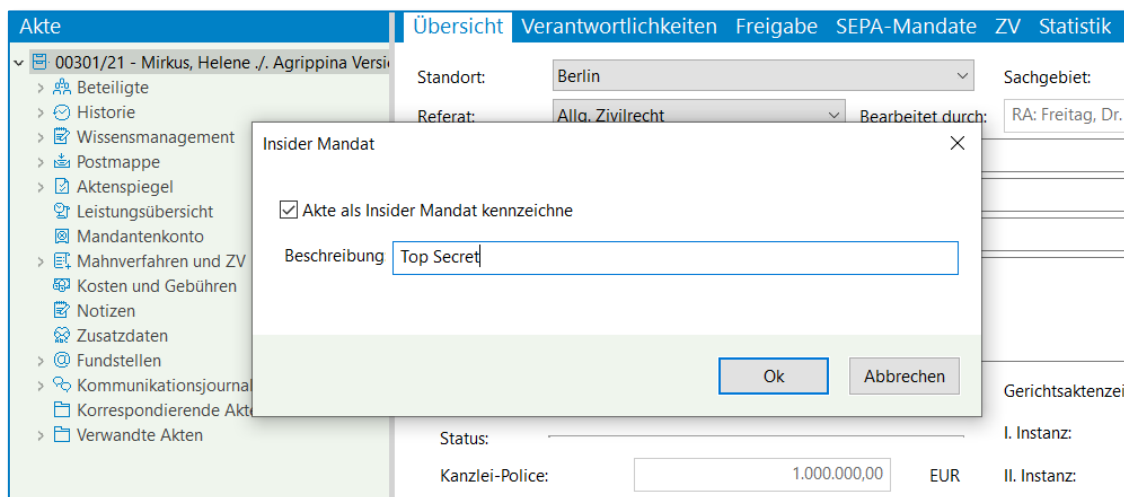 Akte
Übersicht Verantwortlichkeiten Freigabe SEPA-Mandate ZV Statistik
00301/21 - Mirkus, Helene ./. Agrippina Versi
Beteiligte
Historie
Wissensmanagement
Postmappe
Aktenspiegel
Leistungsübersicht
Mandantenkonto
Mahnverfahren und ZV
Kosten und Gebühren
Notizen
Zusatzdaten
Fundstellen
Kommunikationsjournal
Korrespondierende Akte
Verwandte Akten
Standort: Berlin Sachgebiet:
Referat: Allg. Zivilrecht Bearbeitet durch: RA: Freitag, Dr.
Insider Mandat
Akte als Insider Mandat kennzeichne
Beschreibung Top Secret
Ok Abbrechen
Gerichtsaktenzei
Status: I. Instanz:
Kanzlei-Police: 1.000.000,00 EUR II. Instanz: